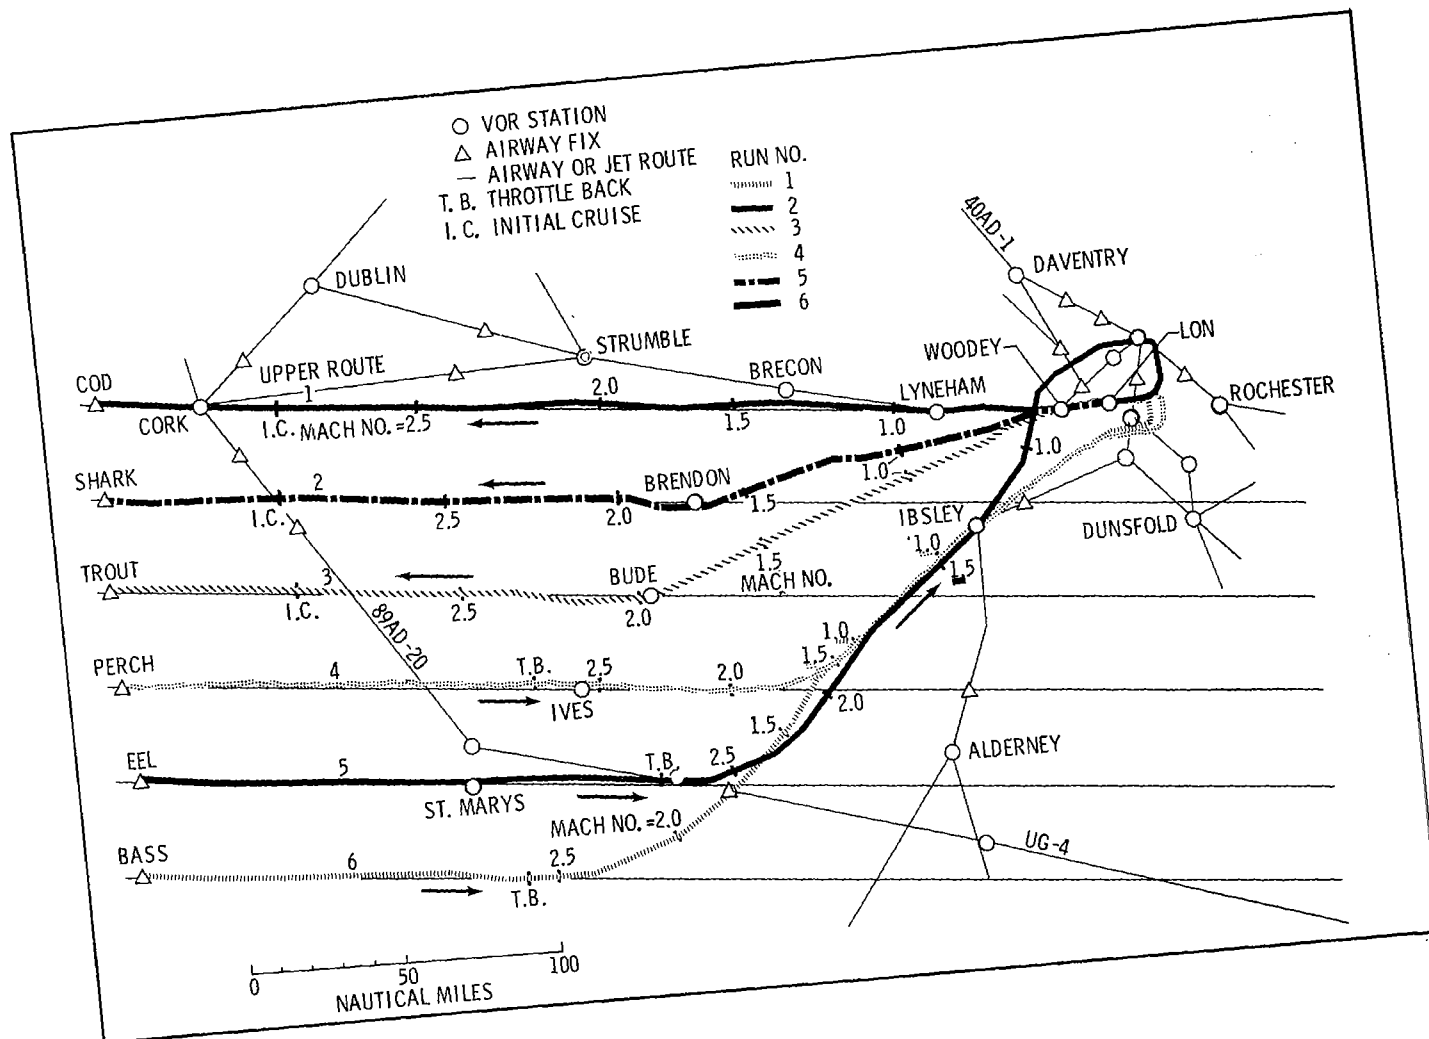 VOR STATION
AIRWAY FIX
AIRWAY OR JET ROUTE
T. B. THROTTLE BACK
I. C. INITIAL CRUISE
RUN NO.
1
2
3
4
5
6
40AD-1
DAVENTRY
DUBLIN
STRUMBLE
WOODEY
LON
UPPER ROUTE
1
2.0
BRECON
LYNEHAM
ROCHESTER
COD
CORK
I.C. MACH NO.=2.5
1.5
1.0
1.0
SHARK
2
I.C.
2.5
2.0
BRENDON
1.5
1.0
IBSLEY
DUNSFOLD
1.0
1.5
TROUT
3
I.C.
2.5
BUDE
2.0
1.5
MACH NO.
89AD-20
PERCH
4
T.B.
2.5
2.0
1.0
1.5
IVES
2.0
1.5
EEL
5
T.B.
2.5
ALDERNEY
ST. MARYS
MACH NO.=2.0
UG-4
BASS
6
2.5
T.B.
0
50
100
NAUTICAL MILES